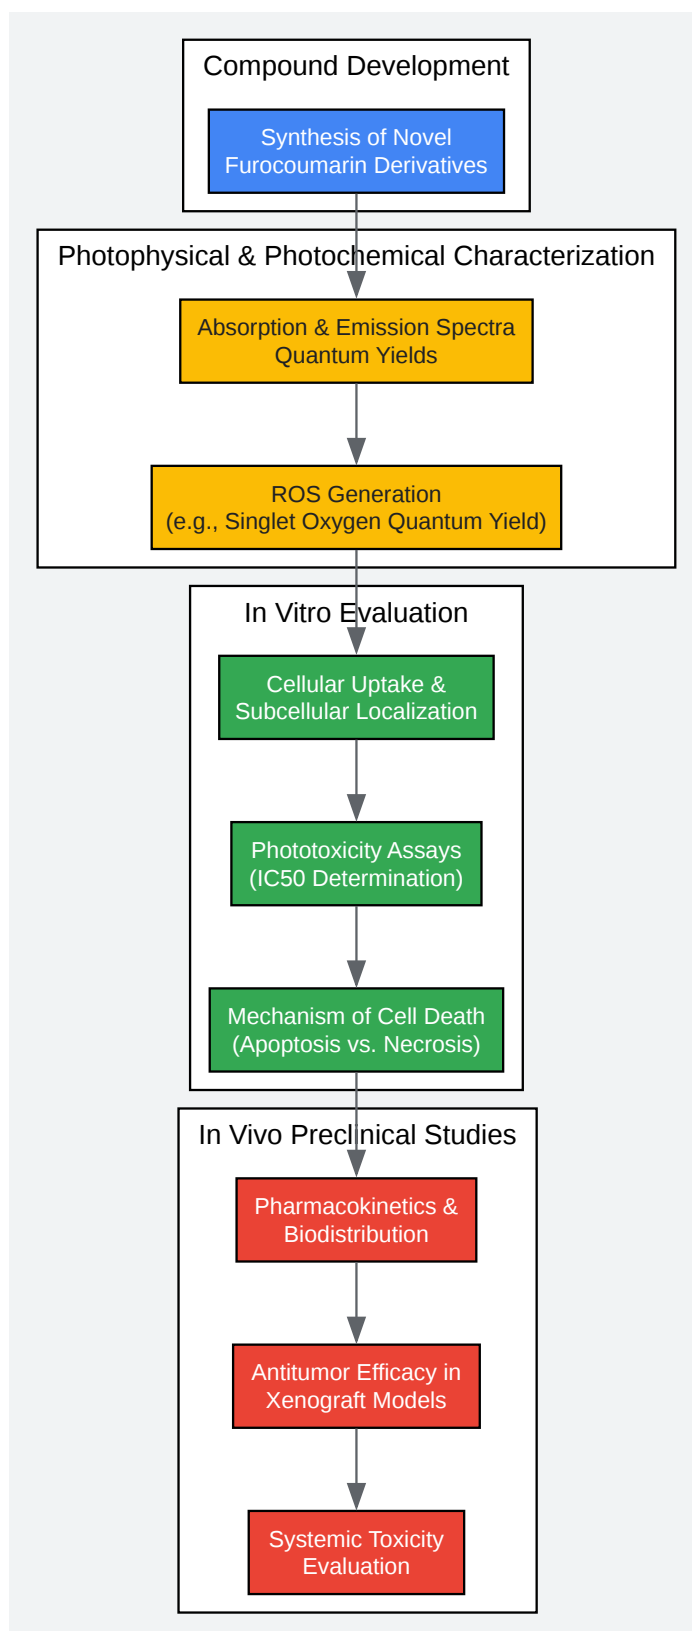 Compound Development
Synthesis of Novel
Furocoumarin Derivatives
Photophysical & Photochemical Characterization
Absorption & Emission Spectra
Quantum Yields
ROS Generation
(e.g., Singlet Oxygen Quantum Yield)
In Vitro Evaluation
Cellular Uptake &
Subcellular Localization
Phototoxicity Assays
(IC50 Determination)
Mechanism of Cell Death
(Apoptosis vs. Necrosis)
In Vivo Preclinical Studies
Pharmacokinetics &
Biodistribution
Antitumor Efficacy in
Xenograft Models
Systemic Toxicity
Evaluation